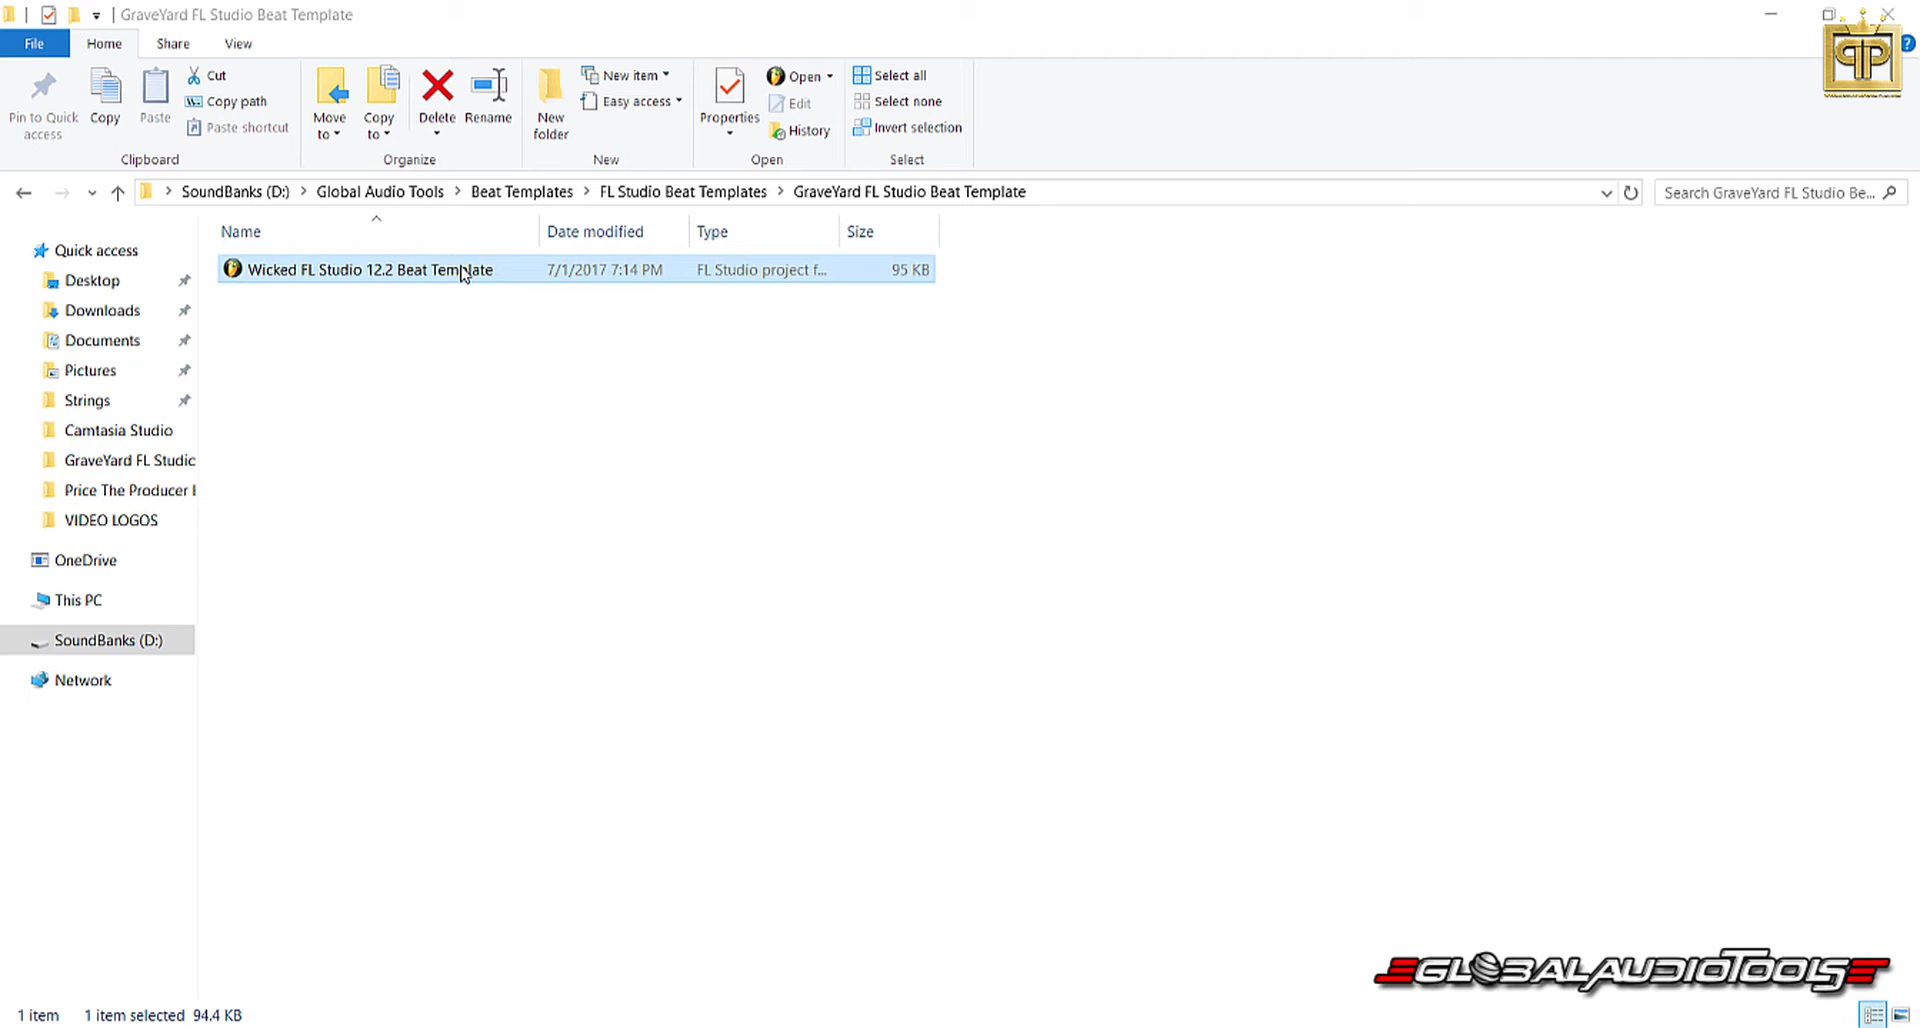 GraveYard FL Studio Beat Template
File Home Share View
Pin to Quick access
Copy
Paste
Cut
Copy path
Paste shortcut
Clipboard
Move to
Copy to
Delete
Rename
Organize
New folder
New item
Easy access
New
Properties
Open
Edit
History
Open
Select all
Select none
Invert selection
Select
SoundBanks (D:) > Global Audio Tools > Beat Templates > FL Studio Beat Templates > GraveYard FL Studio Beat Template
Search GraveYard FL Studio Be...
Name Date modified Type Size
Wicked FL Studio 12.2 Beat Template 7/1/2017 7:14 PM FL Studio project f... 95 KB
Quick access
Desktop
Downloads
Documents
Pictures
Strings
Camtasia Studio
GraveYard FL Studic
Price The Producer
VIDEO LOGOS
OneDrive
This PC
SoundBanks (D:)
Network
GLOBALAUDIOTOOLS
1 item 1 item selected 94.4 KB